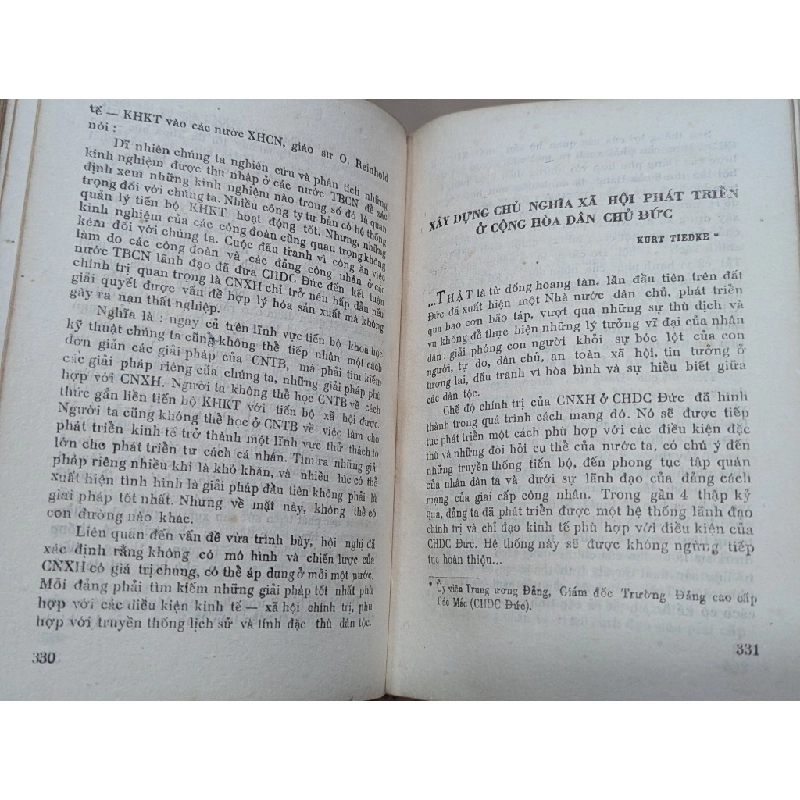 tế — KHKT vào các nước XHCN, giáo sư O. Reinhold
nói :
Dĩ nhiên chúng ta nghiên cứu và phân tích những
kinh nghiệm được thu nhập ở các nước TBCN để xác
định xem những kinh nghiệm nào trong số đó là quan
trọng đối với chúng ta. Nhiều công ty tư bản có hệ thống
quản lý tiến bộ KHKT hoạt động tốt. Nhưng, những
kinh nghiệm của các công đoàn cũng quan trọng không
kém đối với chúng ta. Cuộc đấu tranh vì công ăn việc
làm do các công đoàn và các đảng công nhân ở các
nước TBCN lãnh đạo đã đưa CHDC Đức đến kết luận
chính trị quan trọng là CNXH chỉ trở nên hấp dẫn nếu
giải quyết được vấn đề hợp lý hóa sản xuất mà không
gây ra nạn thất nghiệp.
Nghĩa là : ngay cả trên lĩnh vực tiến bộ khoa học
kỹ thuật chúng ta cũng không thể tiếp nhận một cách
đơn giản các giải pháp của CNTB, mà phải tìm kiếm
các giải pháp riêng của chúng ta, những giải pháp phù
hợp với CNXH. Người ta không thể học CNTB về cách
thức gắn liền tiến bộ KHKT với tiến bộ xã hội được.
Người ta cũng không thể học ở CNTB về việc làm cho
phát triển kinh tế trở thành một lĩnh vực thử thách to
lớn cho phát triển tư cách cá nhân. Tìm ra những giải
pháp riêng nhiều khi là khó khăn, và nhiều lúc có thể
xuất hiện tình hình là giải pháp đầu tiên không phải là
giải pháp tốt nhất. Nhưng về mặt này, không thể có
con đường nào khác.
Liên quan đến vấn đề vừa trình bày, hội nghị đã
xác định rằng không có mô hình và chiến lược của
CNXH có giá trị chung, có thể áp dụng ở mỗi một nước.
Mỗi đảng phải tìm kiếm những giải pháp tốt nhất phù
hợp với các điều kiện kinh tế — xã hội chính trị, phù
hợp với truyền thống lịch sử và tính đặc thù dân tộc.
330
XÂY DỰNG CHỦ NGHĨA XÃ HỘI PHÁT TRIỂN
Ở CỘNG HÒA DÂN CHỦ ĐỨC
KURT TIEDKE *
...THẬT là từ đống hoang tàn, lần đầu tiên trên đất
Đức đã xuất hiện một Nhà nước dân chủ, phát triển
qua bao cơn bão táp, vượt qua những sự thù địch và
vu khống để thực hiện những lý tưởng vĩ đại của nhân
dân, giải phóng con người khỏi sự bóc lột của con
người, tự do, dân chủ, an toàn xã hội, tin tưởng ở
tương lai, đấu tranh vì hòa bình và sự hiểu biết giữa
các dân tộc.
Chế độ chính trị của CNXH ở CHDC Đức đã hình
thành trong quá trình cách mạng đó. Nó sẽ được tiếp
tục phát triển một cách phù hợp với các điều kiện đặc
thù và những đòi hỏi cụ thể của nước ta, có chú ý đến
những truyền thống tiến bộ, đến phong tục tập quán
của nhân dân ta và dưới sự lãnh đạo của đảng cách
mạng của giai cấp công nhân. Trong gần 4 thập kỷ
qua, đảng ta đã phát triển được một hệ thống lãnh đạo
chính trị và chỉ đạo kinh tế phù hợp với điều kiện của
CHDC Đức. Hệ thống này sẽ được không ngừng tiếp
tục hoàn thiện...
* Ủy viên Trung ương Đảng, Giám đốc Trường Đảng cao cấp
Các Mác (CHDC Đức).
331